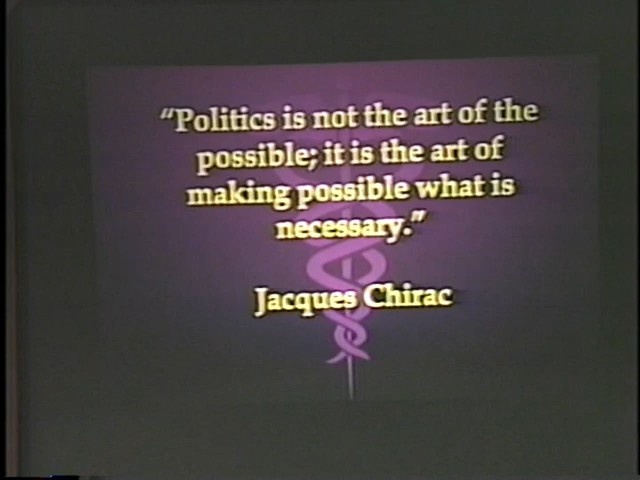 “Politics is not the art of the
possible; it is the art of
making possible what is
necessary.”
Jacques Chirac